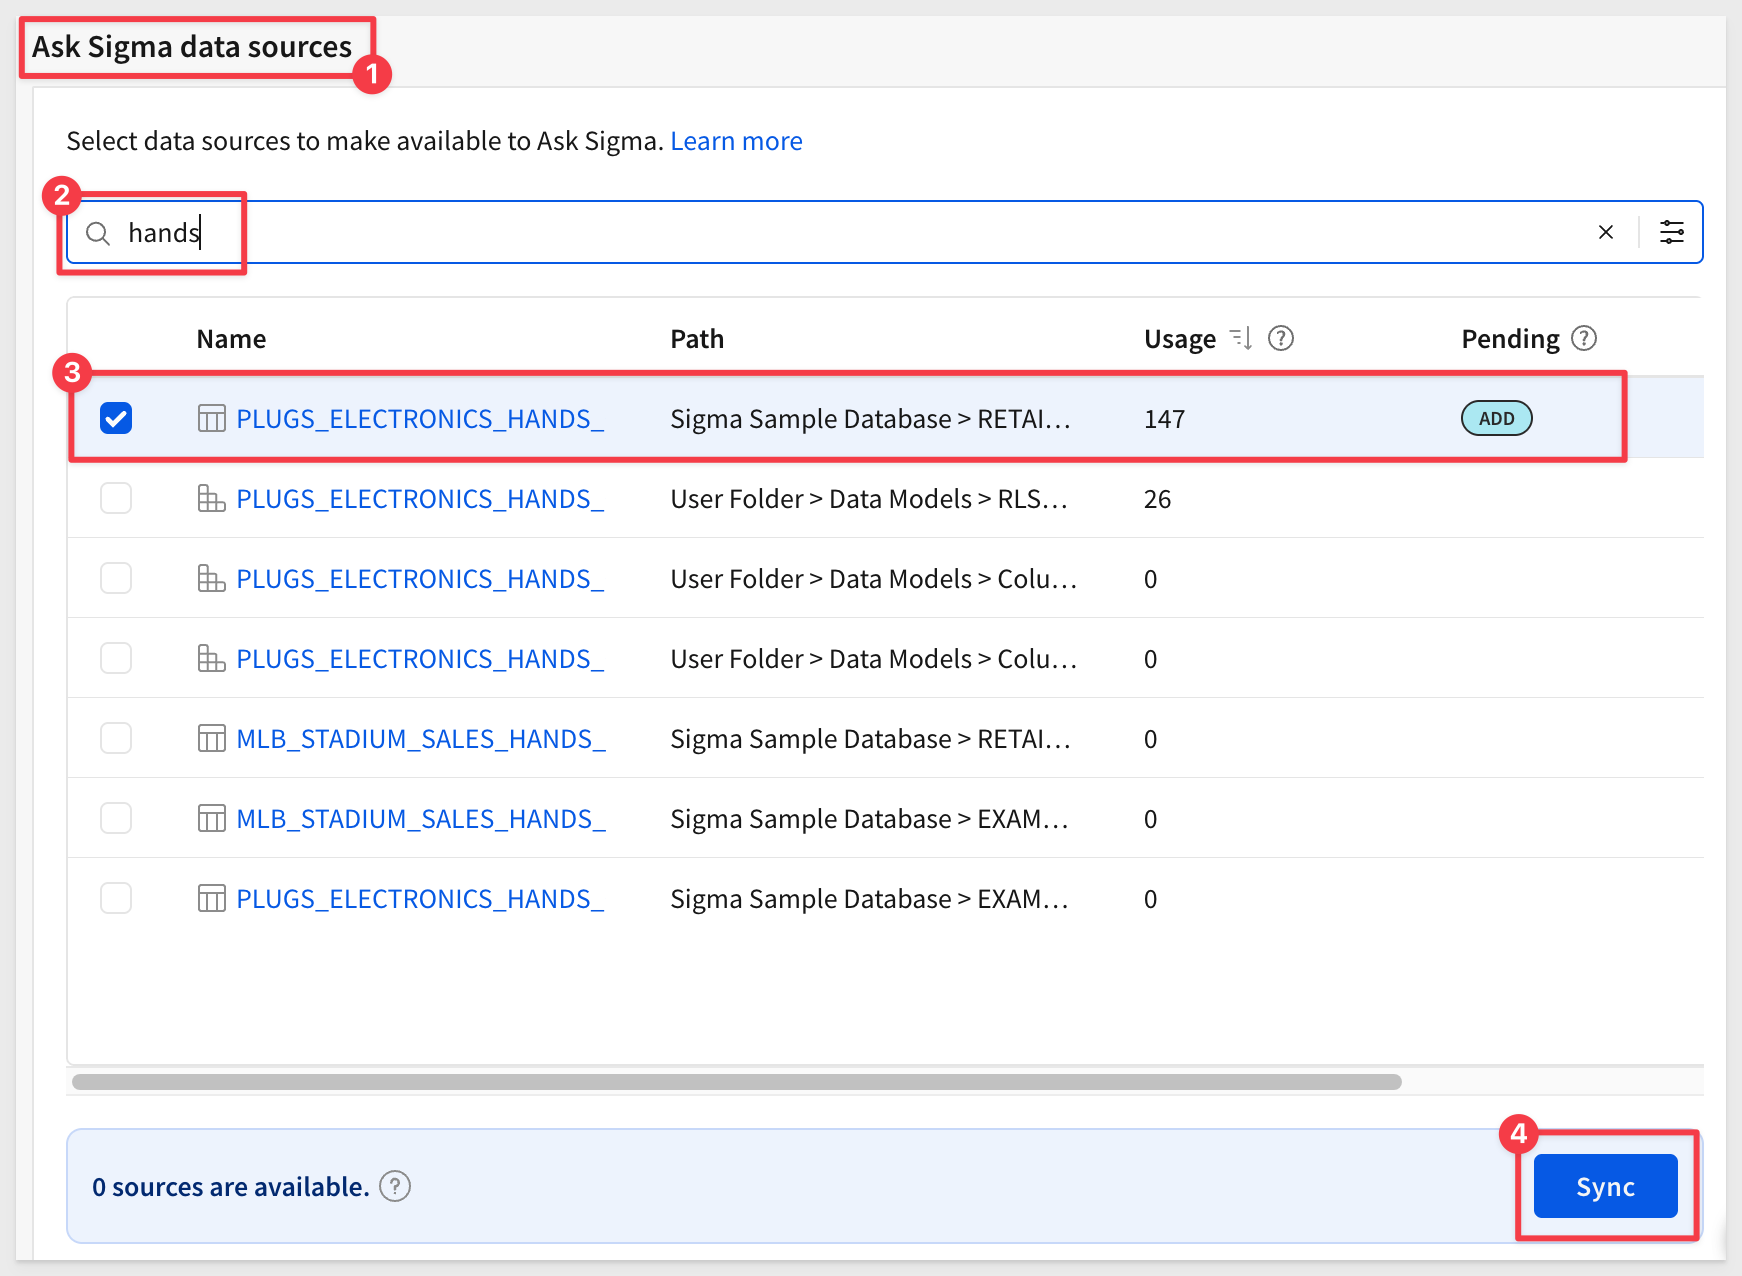 Ask Sigma data sources
1
Select data sources to make available to Ask Sigma. Learn more
2
hands
Name Path Usage ? Pending ?
3
PLUGS_ELECTRONICS_HANDS_ Sigma Sample Database > RETAI... 147 ADD
PLUGS_ELECTRONICS_HANDS_ User Folder > Data Models > RLS... 26
PLUGS_ELECTRONICS_HANDS_ User Folder > Data Models > Colu... 0
PLUGS_ELECTRONICS_HANDS_ User Folder > Data Models > Colu... 0
MLB_STADIUM_SALES_HANDS_ Sigma Sample Database > RETAI... 0
MLB_STADIUM_SALES_HANDS_ Sigma Sample Database > EXAM... 0
PLUGS_ELECTRONICS_HANDS_ Sigma Sample Database > EXAM... 0
4
0 sources are available. ? Sync